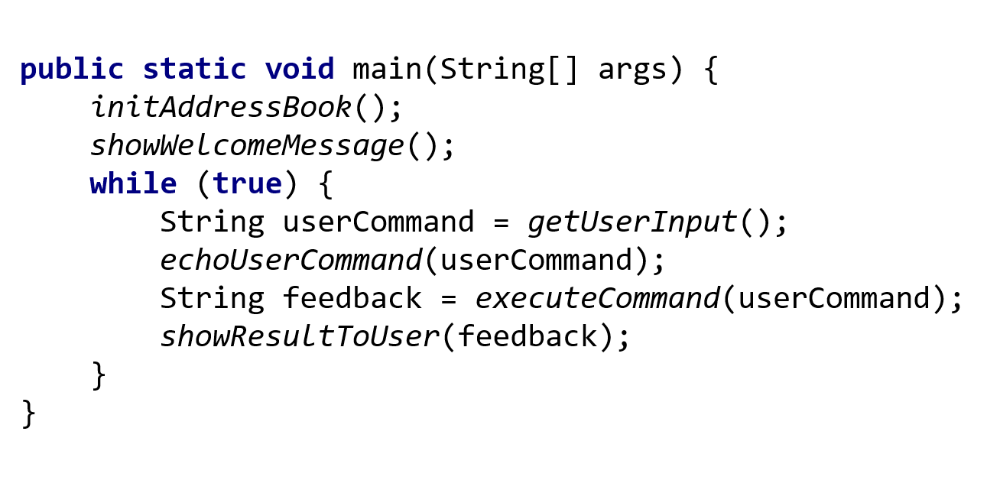 public static void main(String[] args) {
    initAddressBook();
    showWelcomeMessage();
    while (true) {
        String userCommand = getUserInput();
        echoUserCommand(userCommand);
        String feedback = executeCommand(userCommand);
        showResultToUser(feedback);
    }
}